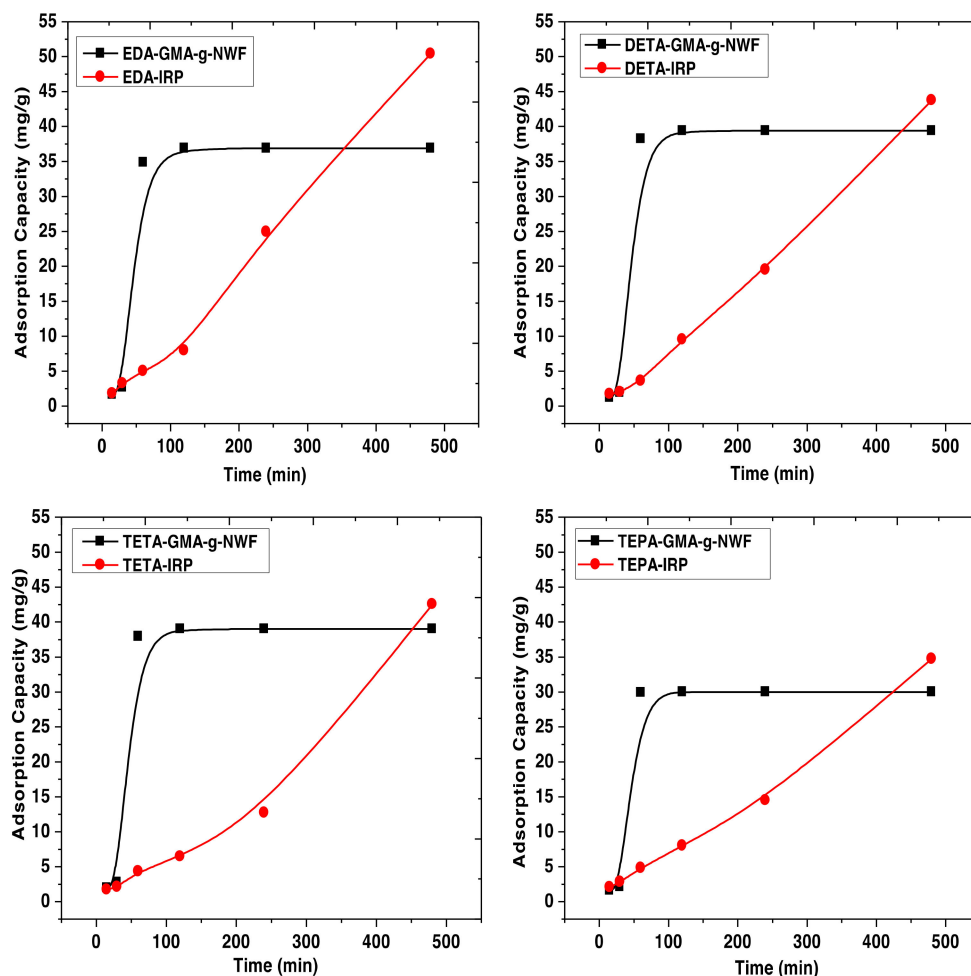 55
50
45
40
35
30
25
20
15
10
5
0
Adsorption Capacity (mg/g)
EDA-GMA-g-NWF
EDA-IRP
0 100 200 300 400 500
Time (min)
55
50
45
40
35
30
25
20
15
10
5
0
Adsorption Capacity (mg/g)
DETA-GMA-g-NWF
DETA-IRP
0 100 200 300 400 500
Time (min)
55
50
45
40
35
30
25
20
15
10
5
0
Adsorption Capacity (mg/g)
TETA-GMA-g-NWF
TETA-IRP
0 100 200 300 400 500
Time (min)
55
50
45
40
35
30
25
20
15
10
5
0
Adsorption Capacity (mg/g)
TEPA-GMA-g-NWF
TEPA-IRP
0 100 200 300 400 500
Time (min)